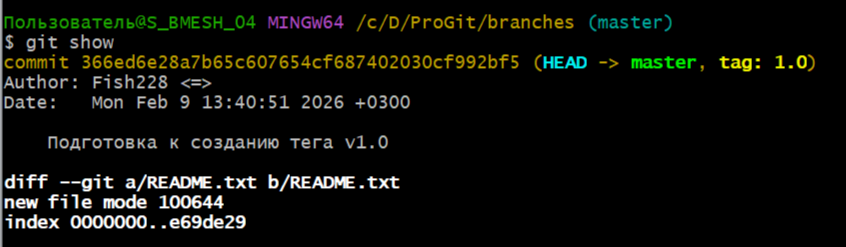 Пользователь@S_BMESH_04 MINGW64 /c/D/ProGit/branches (master)
$ git show
commit 366ed6e28a7b65c607654cf687402030cf992bf5 (HEAD -> master, tag: 1.0)
Author: Fish228 <=>
Date:   Mon Feb 9 13:40:51 2026 +0300
    Подготовка к созданию тега v1.0
diff --git a/README.txt b/README.txt
new file mode 100644
index 0000000..e69de29